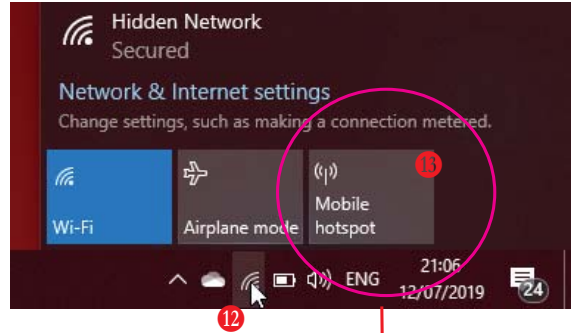 Hidden Network
Secured
Network & Internet settings
Change settings, such as making a connection metered.
13
Mobile
Wi-Fi Airplane mode hotspot
ENG 21:06
12/07/2019 24
12